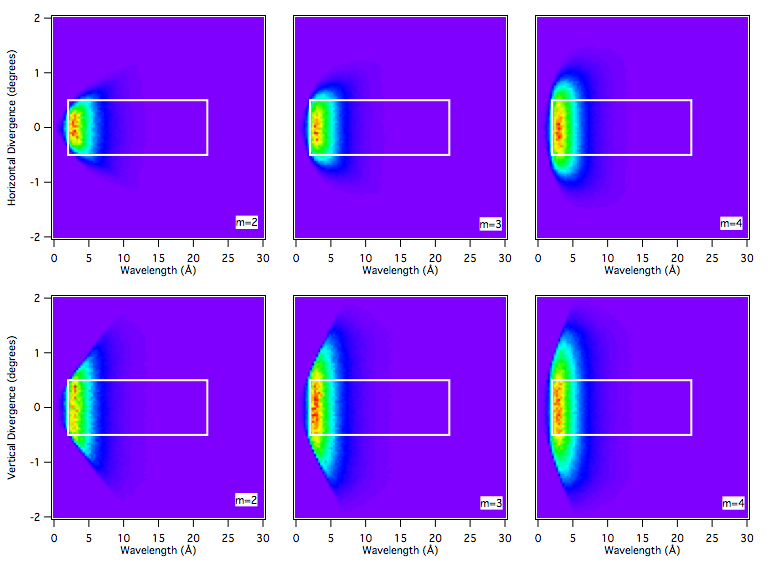 2
1
0
-1
-2
Horizontal Divergence (degrees)
m=2
m=3
m=4
0 5 10 15 20 25 30
0 5 10 15 20 25 30
0 5 10 15 20 25 30
Wavelength (Å)
Wavelength (Å)
Wavelength (Å)
2
1
0
-1
-2
Vertical Divergence (degrees)
m=2
m=3
m=4
0 5 10 15 20 25 30
0 5 10 15 20 25 30
0 5 10 15 20 25 30
Wavelength (Å)
Wavelength (Å)
Wavelength (Å)